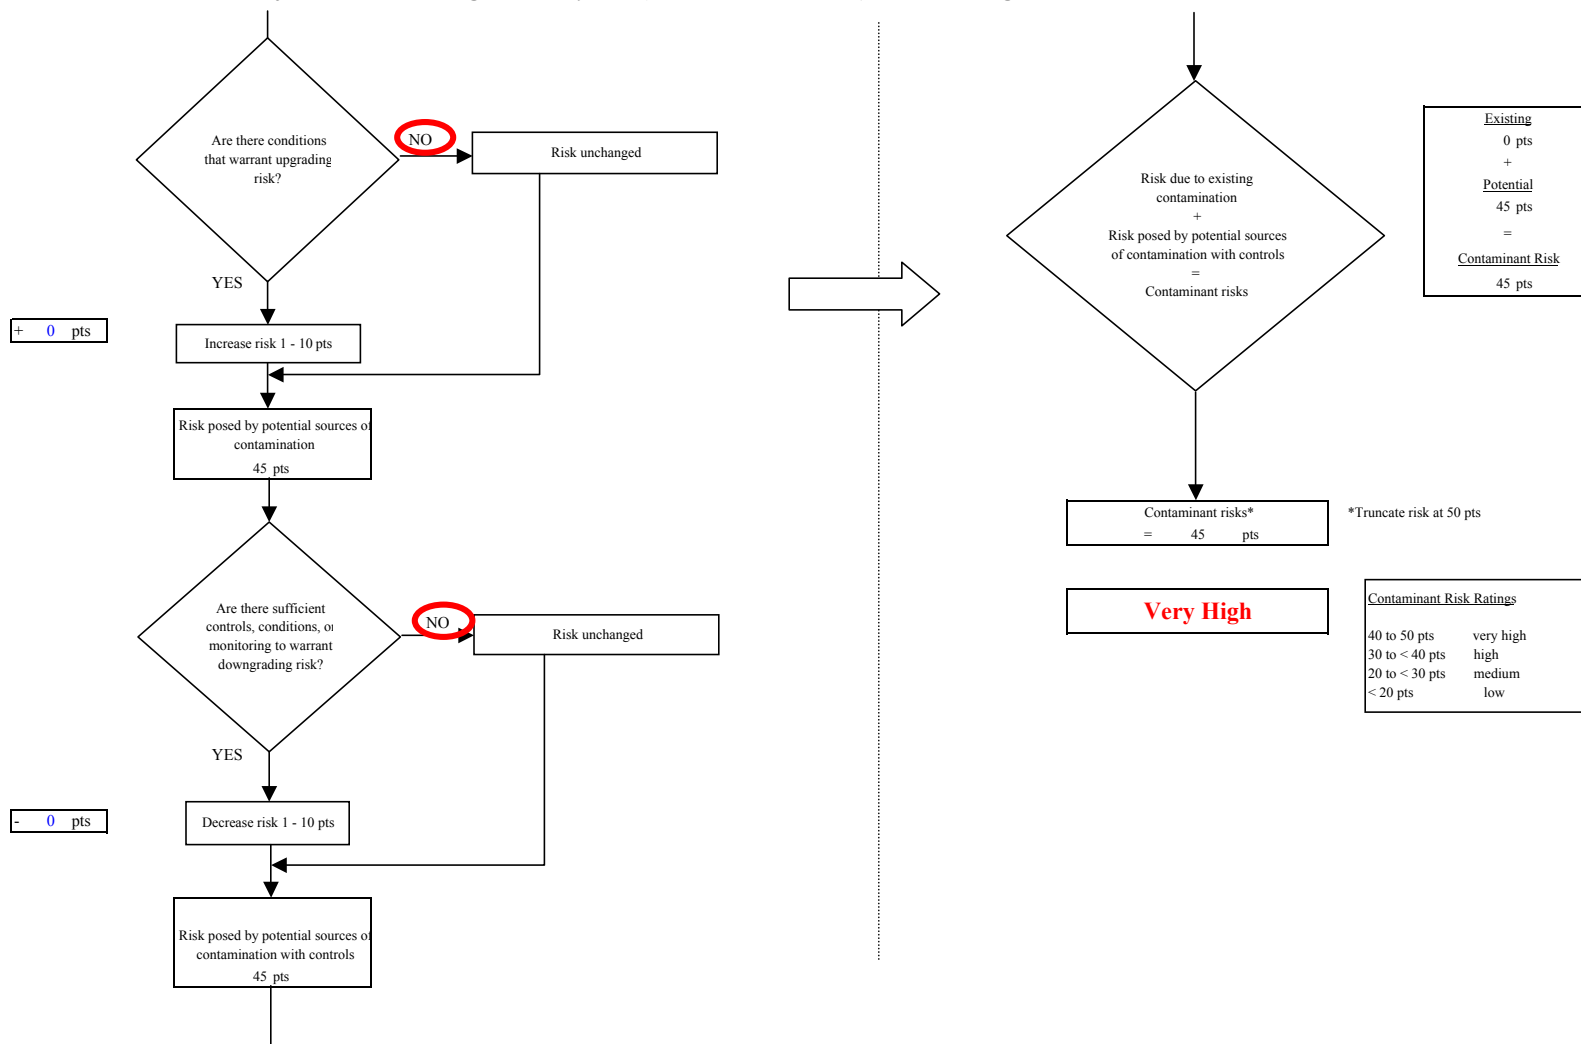 Are there conditions
that warrant upgrading
risk?
NO
Risk unchanged
YES
+ 0 pts
Increase risk 1 - 10 pts
Risk posed by potential sources of
contamination
45 pts
Are there sufficient
controls, conditions, or
monitoring to warrant
downgrading risk?
NO
Risk unchanged
YES
- 0 pts
Decrease risk 1 - 10 pts
Risk posed by potential sources of
contamination with controls
45 pts
Risk due to existing
contamination
+
Risk posed by potential sources
of contamination with controls
=
Contaminant risks
Existing
0 pts
+
Potential
45 pts
=
Contaminant Risk
45 pts
Contaminant risks*
= 45 pts
*Truncate risk at 50 pts
Very High
Contaminant Risk Ratings
40 to 50 pts very high
30 to < 40 pts high
20 to < 30 pts medium
< 20 pts low